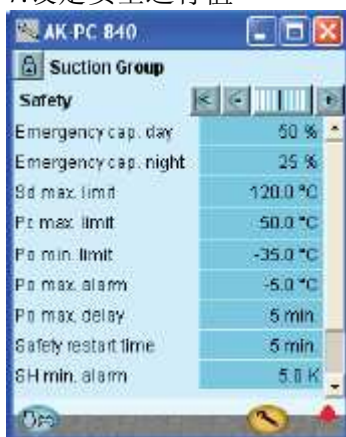 AK-PC 840
Suction Group
Safety
Emergency cap. day 50 %
Emergency cap. night 25 %
Sd max. limit 120.0 °C
Pc max. limit 50.0 °C
Po min. limit -35.0 °C
Po max. alarm -5.0 °C
Po max. delay 5 min.
Safety restart time 5 min.
SH min. alarm 5.0 K